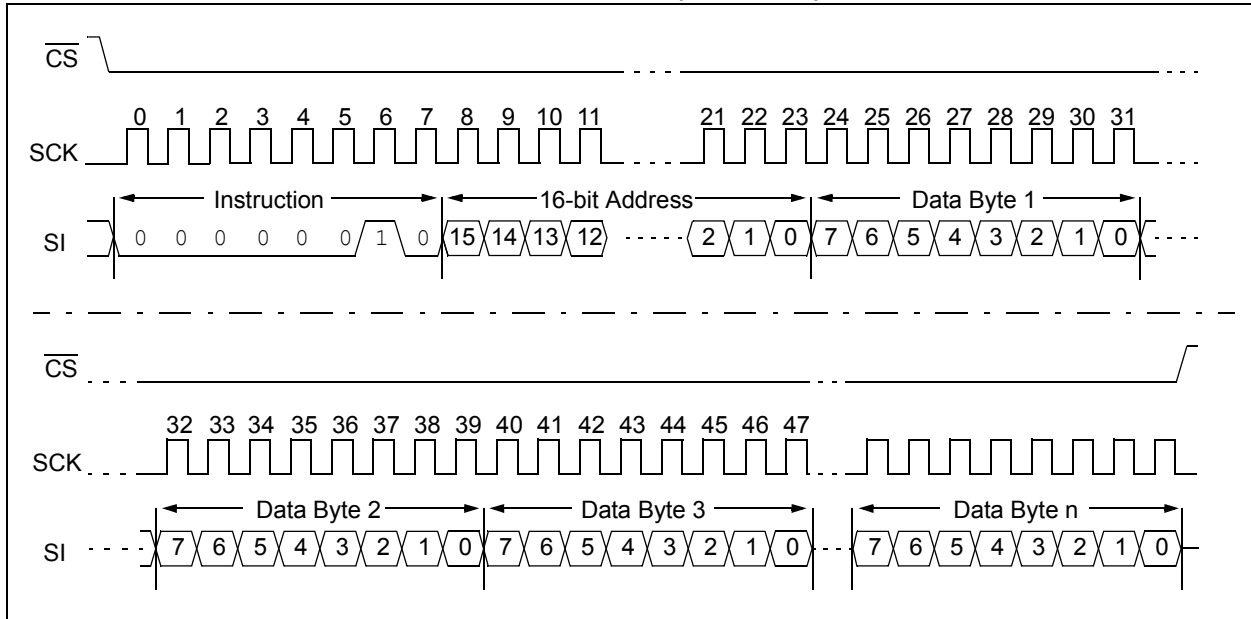 CS
0 1 2 3 4 5 6 7 8 9 10 11 21 22 23 24 25 26 27 28 29 30 31
SCK
Instruction 16-bit Address Data Byte 1
SI 0 0 0 0 0 0 1 0 15 14 13 12 2 1 0 7 6 5 4 3 2 1 0
CS
32 33 34 35 36 37 38 39 40 41 42 43 44 45 46 47
SCK
Data Byte 2 Data Byte 3 Data Byte n
SI 7 6 5 4 3 2 1 0 7 6 5 4 3 2 1 0 7 6 5 4 3 2 1 0